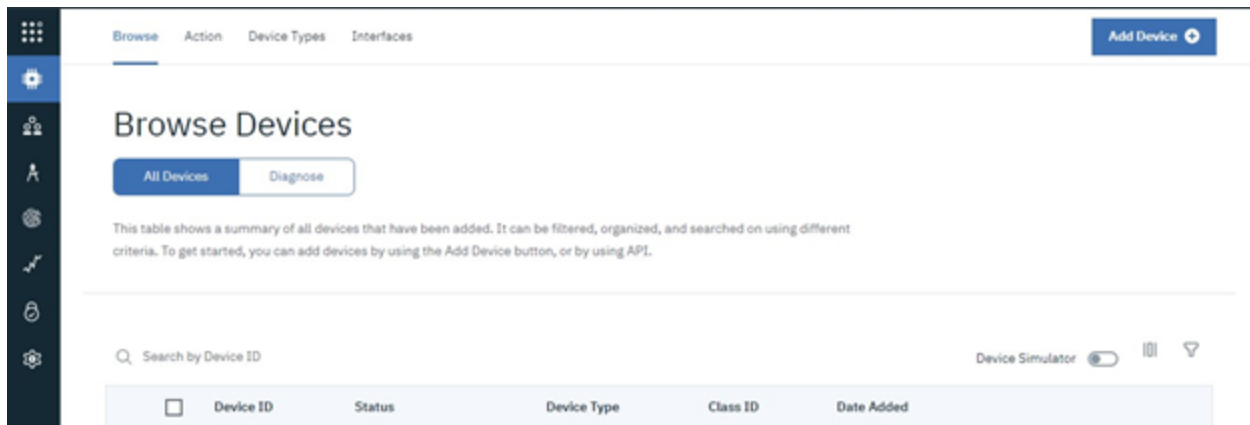 Browse Action Device Types Interfaces Add Device
Browse Devices
All Devices Diagnose
This table shows a summary of all devices that have been added. It can be filtered, organized, and searched on using different
criteria. To get started, you can add devices by using the Add Device button, or by using API.
Search by Device ID Device Simulator
Device ID Status Device Type Class ID Date Added